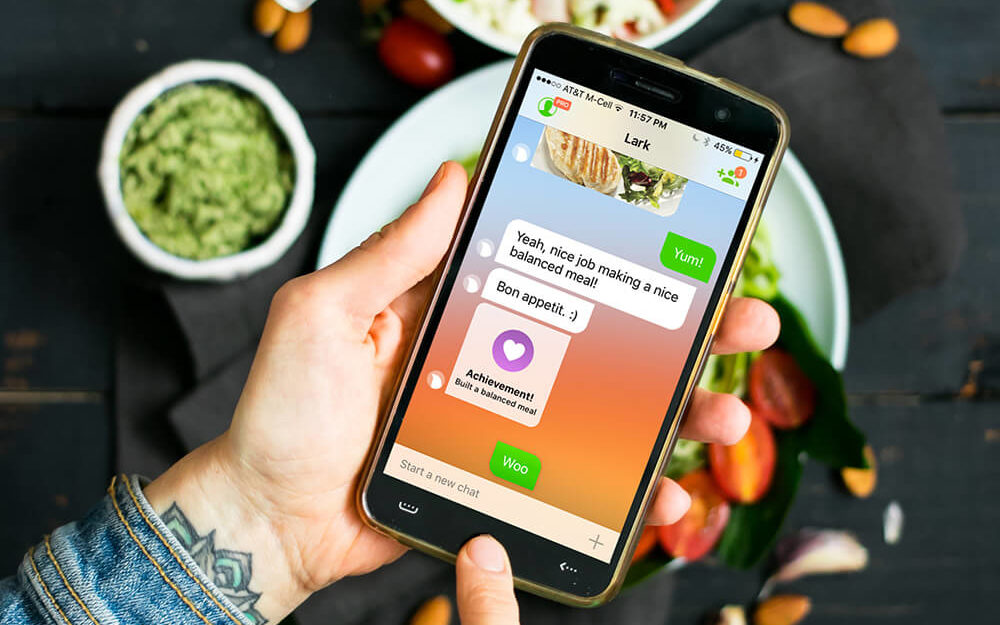 AT&T M-Cell
11:57 PM
45%
PRO
Lark
1
Yum!
Yeah, nice job making a nice
balanced meal!
Bon appetit. :)
Achievement!
Built a balanced meal
Woo
Start a new chat